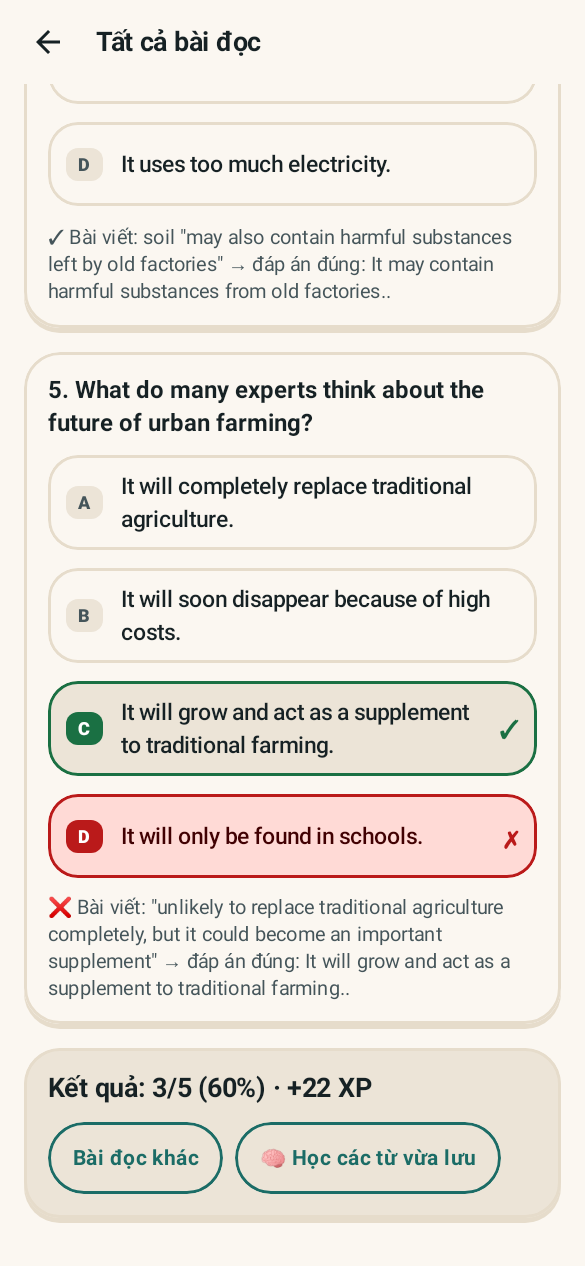 Tất cả bài đọc
D It uses too much electricity.
✓ Bài viết: soil "may also contain harmful substances
left by old factories" → đáp án đúng: It may contain
harmful substances from old factories..
5. What do many experts think about the
future of urban farming?
A It will completely replace traditional
agriculture.
B It will soon disappear because of high
costs.
C It will grow and act as a supplement
to traditional farming. ✓
D It will only be found in schools. ✗
❌ Bài viết: "unlikely to replace traditional agriculture
completely, but it could become an important
supplement" → đáp án đúng: It will grow and act as a
supplement to traditional farming..
Kết quả: 3/5 (60%) · +22 XP
Bài đọc khác
🧠 Học các từ vừa lưu